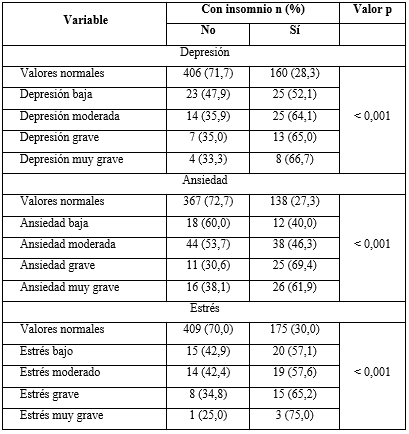 Variable Con insomnio n (%) Valor p
No Sí
Depresión
Valores normales 406 (71,7) 160 (28,3)
Depresión baja 23 (47,9) 25 (52,1)
Depresión moderada 14 (35,9) 25 (64,1) < 0,001
Depresión grave 7 (35,0) 13 (65,0)
Depresión muy grave 4 (33,3) 8 (66,7)
Ansiedad
Valores normales 367 (72,7) 138 (27,3)
Ansiedad baja 18 (60,0) 12 (40,0)
Ansiedad moderada 44 (53,7) 38 (46,3) < 0,001
Ansiedad grave 11 (30,6) 25 (69,4)
Ansiedad muy grave 16 (38,1) 26 (61,9)
Estrés
Valores normales 409 (70,0) 175 (30,0)
Estrés bajo 15 (42,9) 20 (57,1)
Estrés moderado 14 (42,4) 19 (57,6) < 0,001
Estrés grave 8 (34,8) 15 (65,2)
Estrés muy grave 1 (25,0) 3 (75,0)